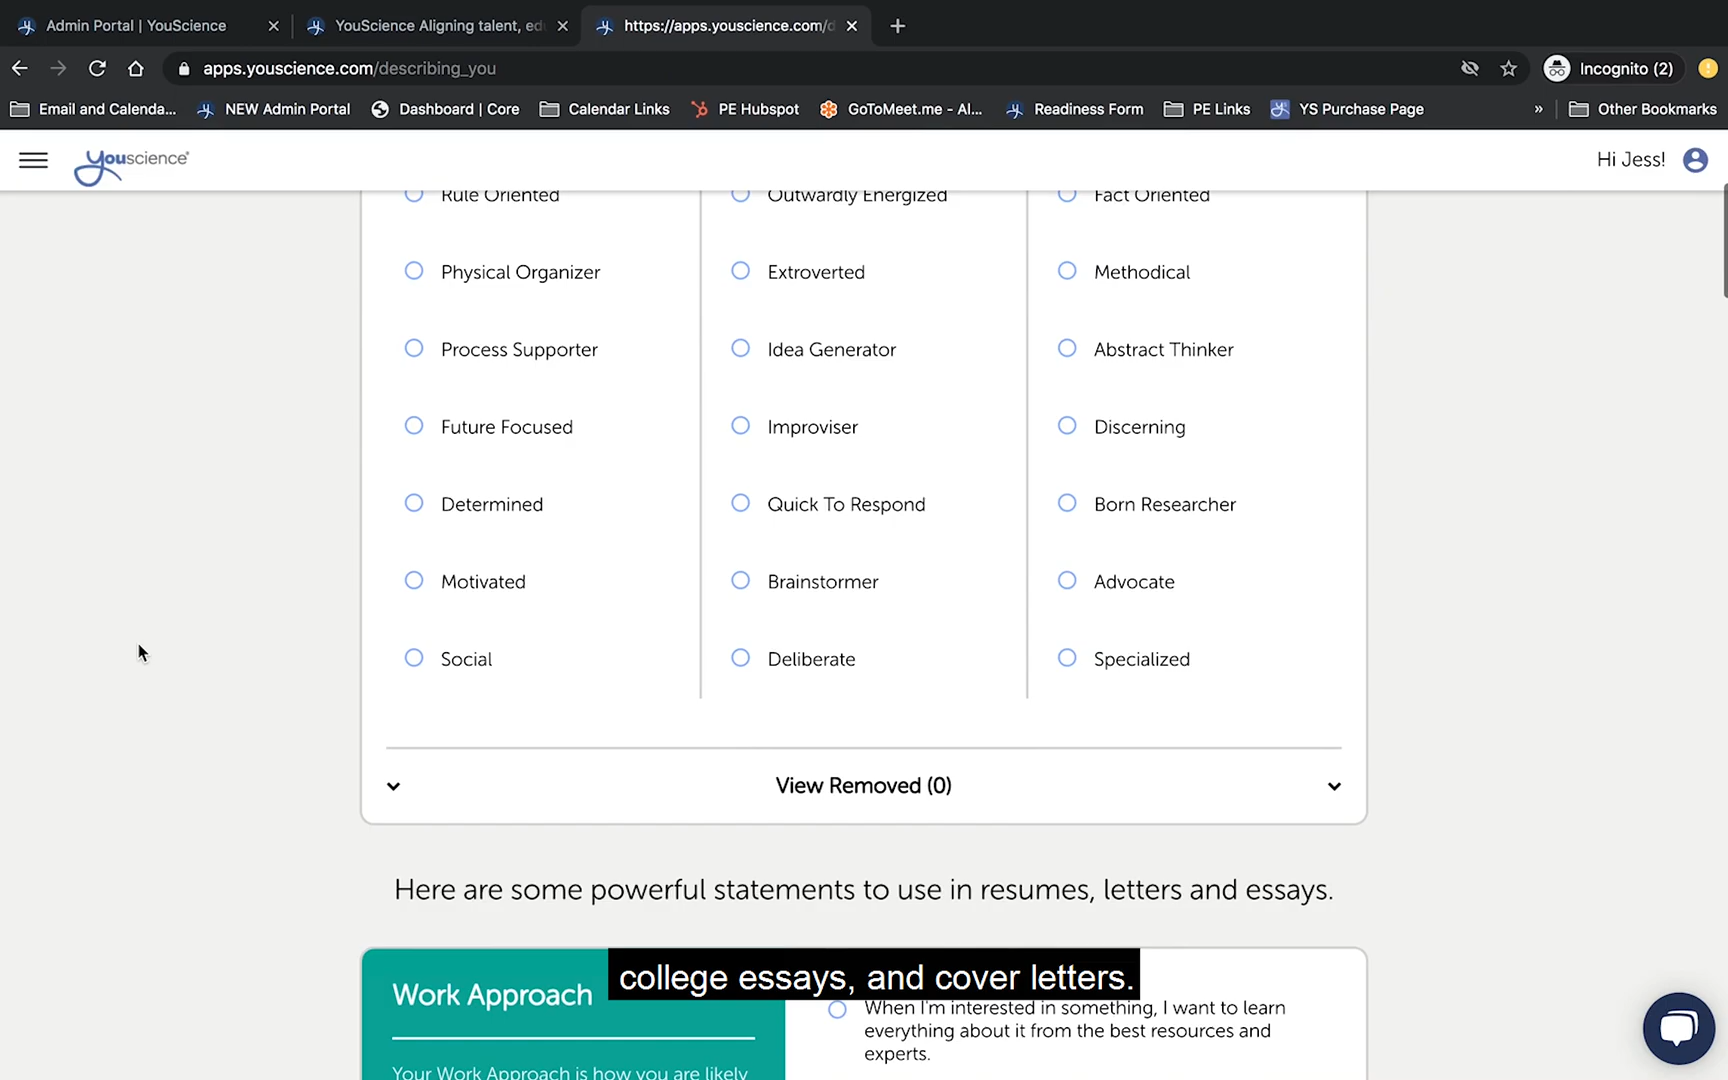 Admin Portal | YouScience
YouScience Aligning talent, ed
https://apps.youscience.com/d
apps.youscience.com/describing_you
Incognito (2)
Email and Calenda...
NEW Admin Portal
Dashboard | Core
Calendar Links
PE Hubspot
GoToMeet.me - Al...
Readiness Form
PE Links
YS Purchase Page
»
Other Bookmarks
youscience
Hi Jess!
Rule Oriented
Outwardly Energized
Fact Oriented
Physical Organizer
Extroverted
Methodical
Process Supporter
Idea Generator
Abstract Thinker
Future Focused
Improviser
Discerning
Determined
Quick To Respond
Born Researcher
Motivated
Brainstormer
Advocate
Social
Deliberate
Specialized
View Removed (0)
Here are some powerful statements to use in resumes, letters and essays.
college essays, and cover letters.
Work Approach
When I'm interested in something, I want to learn
everything about it from the best resources and
experts.
Your Work Approach is how you are likely